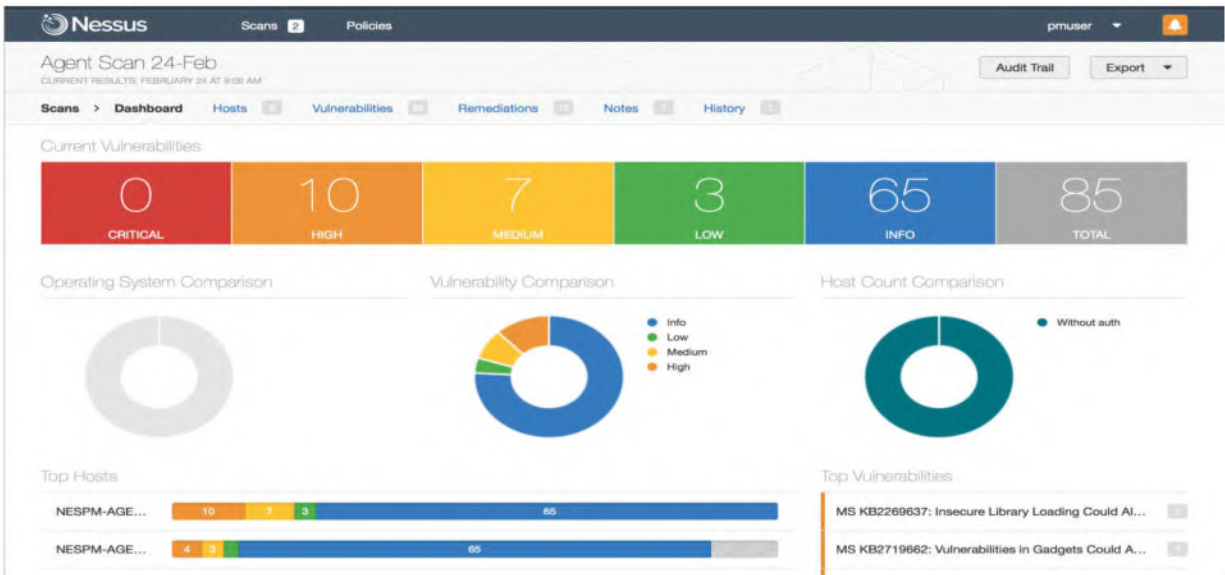 Nessus Scans 2 Policies pmuser
Agent Scan 24-Feb Audit Trail Export
CURRENT RESULTS: FEBRUARY 24 AT 9:08 AM
Scans > Dashboard Hosts Vulnerabilities Remediations Notes History
Current Vulnerabilities
0 10 7 3 65 85
CRITICAL HIGH MEDIUM LOW INFO TOTAL
Operating System Comparison Vulnerability Comparison Host Count Comparison
Info Without auth
Low
Medium
High
Top Hosts Top Vulnerabilities
NESPM-AGE... 10 7 3 65 MS KB2269637: Insecure Library Loading Could Al...
NESPM-AGE... 4 3 65 MS KB2719662: Vulnerabilities in Gadgets Could A...